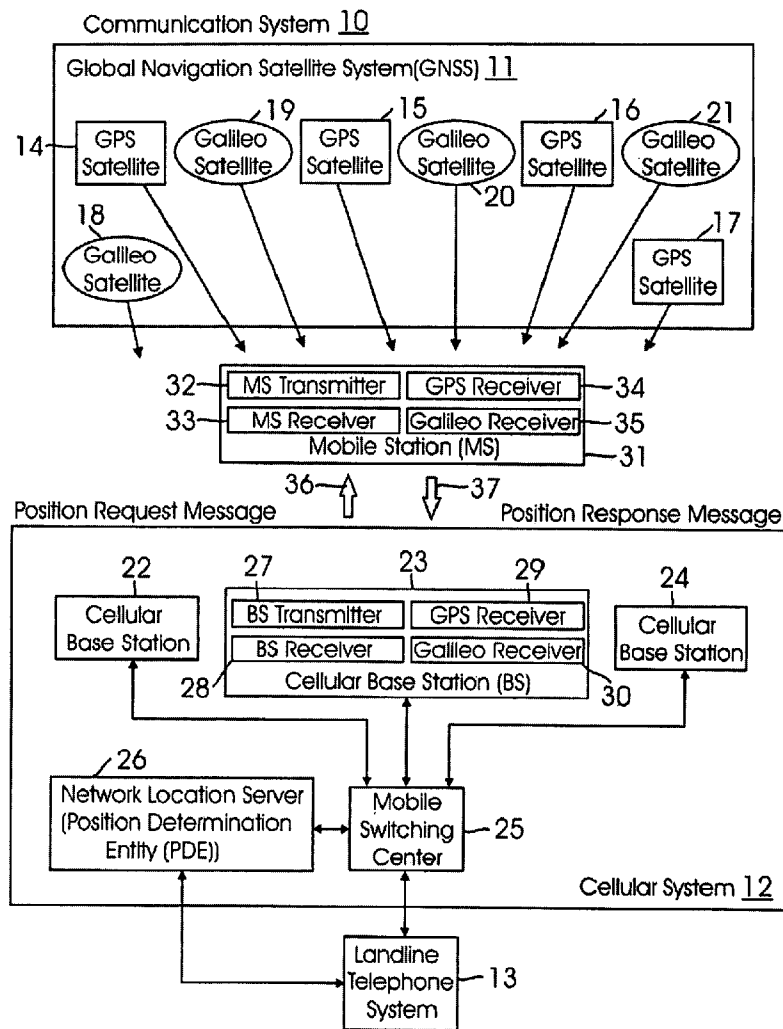 Communication System 10
Global Navigation Satellite System(GNSS) 11
14
GPS
Satellite
19
Galileo
Satellite
15
GPS
Satellite
Galileo
Satellite
20
16
GPS
Satellite
21
Galileo
Satellite
18
Galileo
Satellite
17
GPS
Satellite
32
MS Transmitter
GPS Receiver
34
33
MS Receiver
Galileo Receiver
35
Mobile Station (MS)
31
36
37
Position Request Message
Position Response Message
22
Cellular
Base Station
23
27
29
BS Transmitter
GPS Receiver
BS Receiver
Galileo Receiver
28
Cellular Base Station (BS)
30
24
Cellular
Base Station
26
Network Location Server
(Position Determination
Entity (PDE))
Mobile
Switching
Center
25
Cellular System 12
Landline
Telephone
System
13